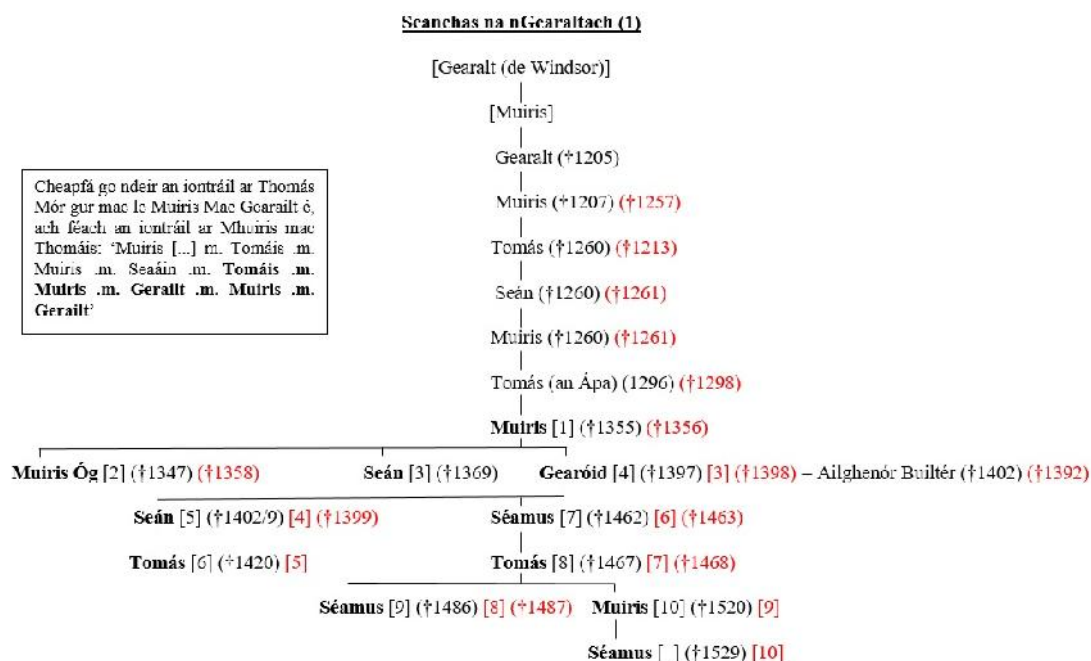 Seanchas na nGearaltach (1)
[Gearalt (de Windsor)]
[Muiris]
Gearalt (†1205)
Cheapfá go ndeir an iontráil ar Thomás
Mór gur mac le Muiris Mac Gearailt é,
ach féach an iontráil ar Mhuiris mac
Thomáis: ‘Muiris [...] m. Tomáis .m.
Muiris .m. Seaáin .m. Tomáis .m.
Muiris .m. Gerailt .m. Muiris .m.
Gerailt’
Muiris (†1207) (†1257)
Tomás (†1260) (†1213)
Seán (†1260) (†1261)
Muiris (†1260) (†1261)
Tomás (an Ápa) (1296) (†1298)
Muiris [1] (†1355) (†1356)
Muiris Óg [2] (†1347) (†1358) Seán [3] (†1369) Gearóid [4] (†1397) [3] (†1398) – Ailghenór Builtér (†1402) (†1392)
Seán [5] (†1402/9) [4] (†1399) Séamus [7] (†1462) [6] (†1463)
Tomás [6] (†1420) [5] Tomás [8] (†1467) [7] (†1468)
Séamus [9] (†1486) [8] (†1487) Muiris [10] (†1520) [9]
Séamus [_] (†1529) [10]